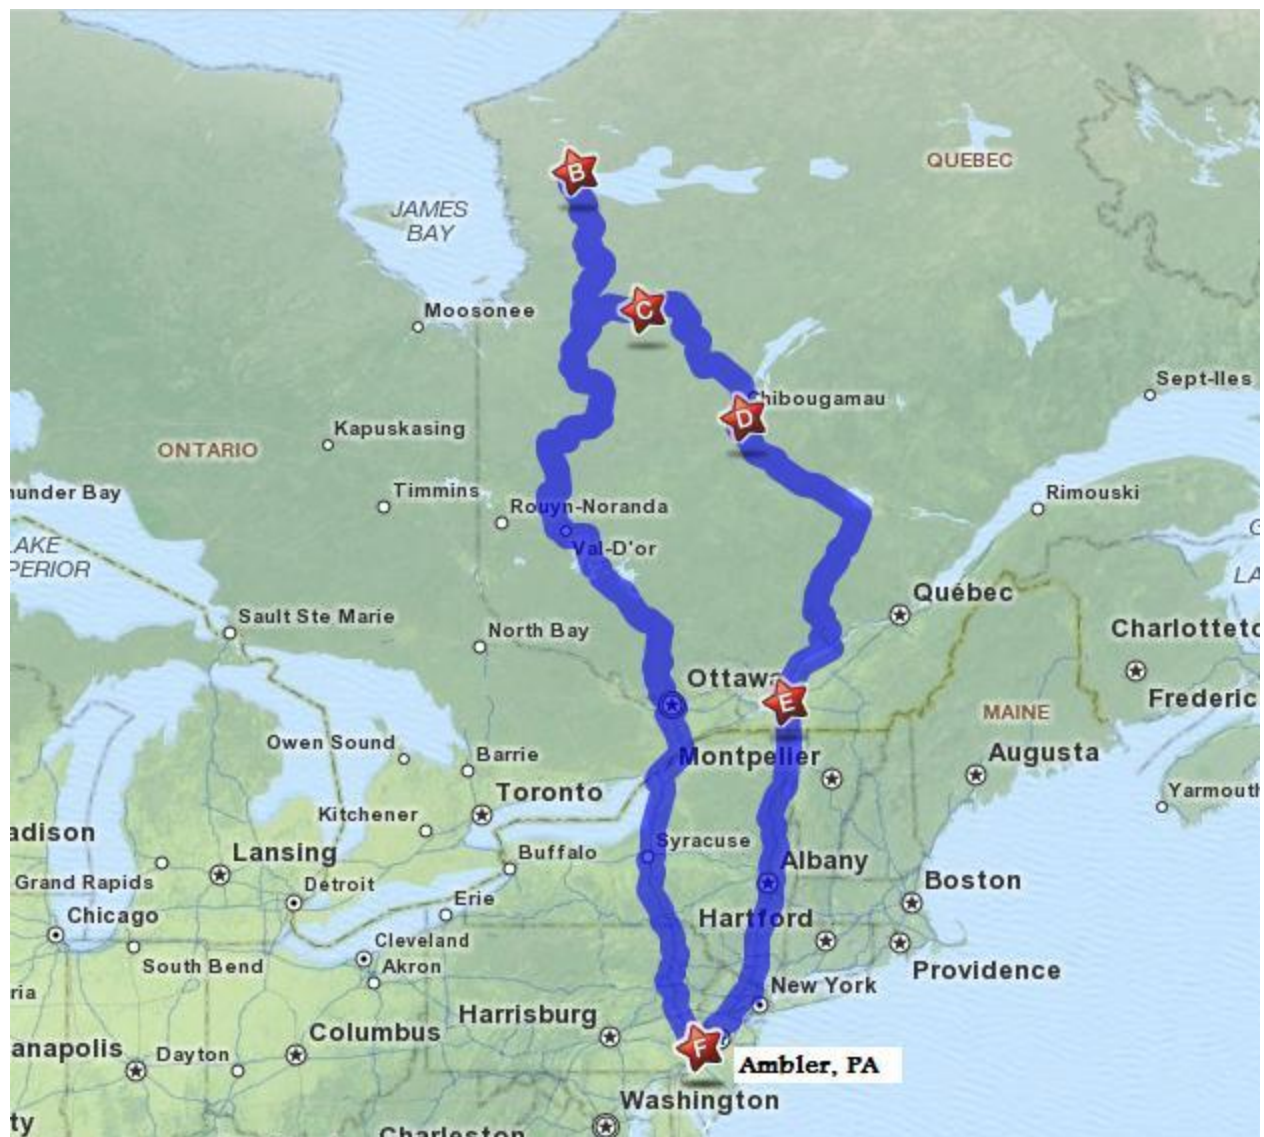 B
QUEBEC
JAMES
BAY
Moosonee
C
Sept-Iles
Chibougamau
D
Kapuskasing
ONTARIO
hunder Bay
Timmins
Rouyn-Noranda
Rimouski
LAKE
PERIOR
Val-D'or
G
LA
Québec
Sault Ste Marie
North Bay
Charlotteto
Ottawa
E
Frederic
MAINE
Owen Sound
Barrie
Montpelier
Augusta
Toronto
Yarmouth
Kitchener
adison
Lansing
Buffalo
Syracuse
Albany
Grand Rapids
Detroit
Boston
Chicago
Erie
Hartford
Cleveland
South Bend
Akron
Providence
ria
New York
Harrisburg
Columbus
anapolis
Dayton
F
Ambler, PA
Washington
ty
Charleston